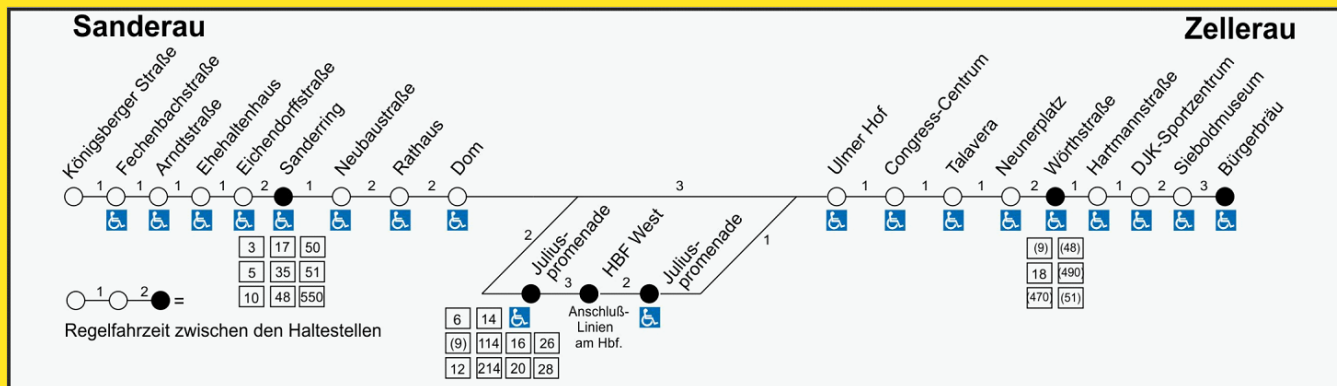 Sanderau
Zellerau
Königsberger Straße
Fechenbachstraße
Arndtstraße
Ehehaltenhaus
Eichendorffstraße
Sanderring
Neubaustraße
Rathaus
Dom
Ulmer Hof
Congress-Centrum
Talavera
Neunerplatz
Wörthstraße
Hartmannstraße
DJK-Sportzentrum
Sieboldmuseum
Bürgerbräu
1 1 1 1 2 1 2 2 3 1 1 1 2 1 1 2 3
3 17 50
5 35 51
10 48 550
(9) (48)
18 (490)
(470) (51)
2
Julius-
promenade
3
HBF West
2
Julius-
promenade
1
Anschluß-
Linien
am Hbf.
6 14
(9) 114 16 26
12 214 20 28
1 2 =
Regelfahrzeit zwischen den Haltestellen